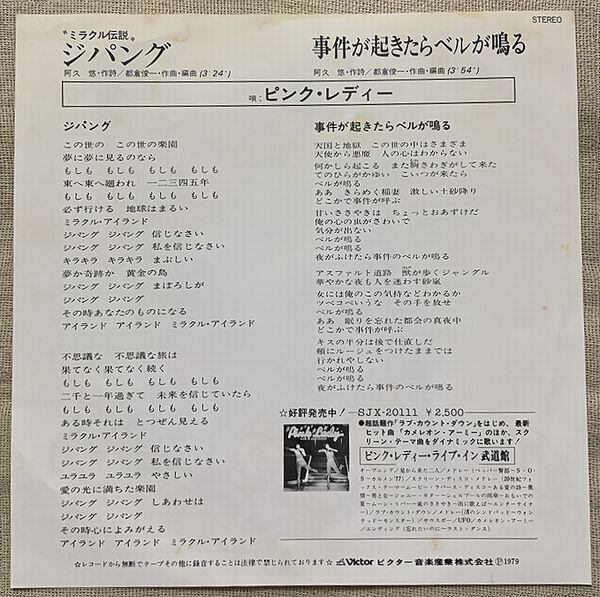 STEREO
“ミラクル伝説„
ジパング
阿久 悠・作詩／都倉俊一・作曲・編曲 (3′24″)
事件が起きたらベルが鳴る
阿久 悠・作詩／都倉俊一・作曲・編曲 (3′54″)
唄：ピンク・レディー
ジパング
この世の この世の楽園
夢に夢に見るのなら
もしも もしも もしも もしも
東へ東へ廻われ 一二三四五年
もしも もしも もしも もしも
必ず行ける 地球はまるい
ミラクル・アイランド
ジパング ジパング 信じなさい
ジパング ジパング 私を信じなさい
キラキラ キラキラ まぶしい
夢か奇跡か 黄金の島
ジパング ジパング まぼろしが
ジパング ジパング
その時あなたのものになる
アイランド アイランド ミラクル・アイランド
不思議な 不思議な旅は
果てなく果てなく続く
もしも もしも もしも もしも
二千と一年過ぎて 未来を信じていたら
もしも もしも もしも もしも
ある時それは とつぜん見える
ミラクル・アイランド
ジパング ジパング 信じなさい
ジパング ジパング 私を信じなさい
ユラユラ ユラユラ やさしい
愛の光に満ちた楽園
ジパング ジパング しあわせは
ジパング ジパング
その時心によみがえる
アイランド アイランド ミラクル・アイランド
事件が起きたらベルが鳴る
天国と地獄 この世の中はさまざま
天使から悪魔 人の心はわからない
何かしら起こる また胸さわぎがして来た
てのひらがかゆい こいつが来たら
ベルが鳴る
ああ きらめく稲妻 激しい土砂降り
どこかで事件が呼ぶ
甘いささやきは ちょっとおあずけだ
俺の心の虫がさわいで
気分が出ない
ベルが鳴る
ベルが鳴る
夜がふけたら事件のベルが鳴る
アスファルト道路 獣が歩くジャングル
華やかな夜も人を迷わす砂嵐
女には俺のこの気持などわかるか
ツベコベいうな その手を放せ
ベルが鳴る
ああ 眠りを忘れた都会の真夜中
どこかで事件が呼ぶ
キスの半分は後で仕直しだ
頬にルージュをつけたままでは
行かれやしない
ベルが鳴る
ベルが鳴る
夜がふけたら事件のベルが鳴る
☆好評発売中！—SJX-20111 ￥2,500—
●超話題作「ラブ・カウント・ダウン」をはじめ、最新
ヒット曲「カメレオン・アーミー」のほか、スク
リーン・テーマ曲をダイナミックに歌います！
ピンク・レディー・ライブ・イン 武道館
☆レコードから無断でテープその他に録音することは法律で禁じられております☆
Victor ビクター音楽産業株式会社 Ⓟ1979